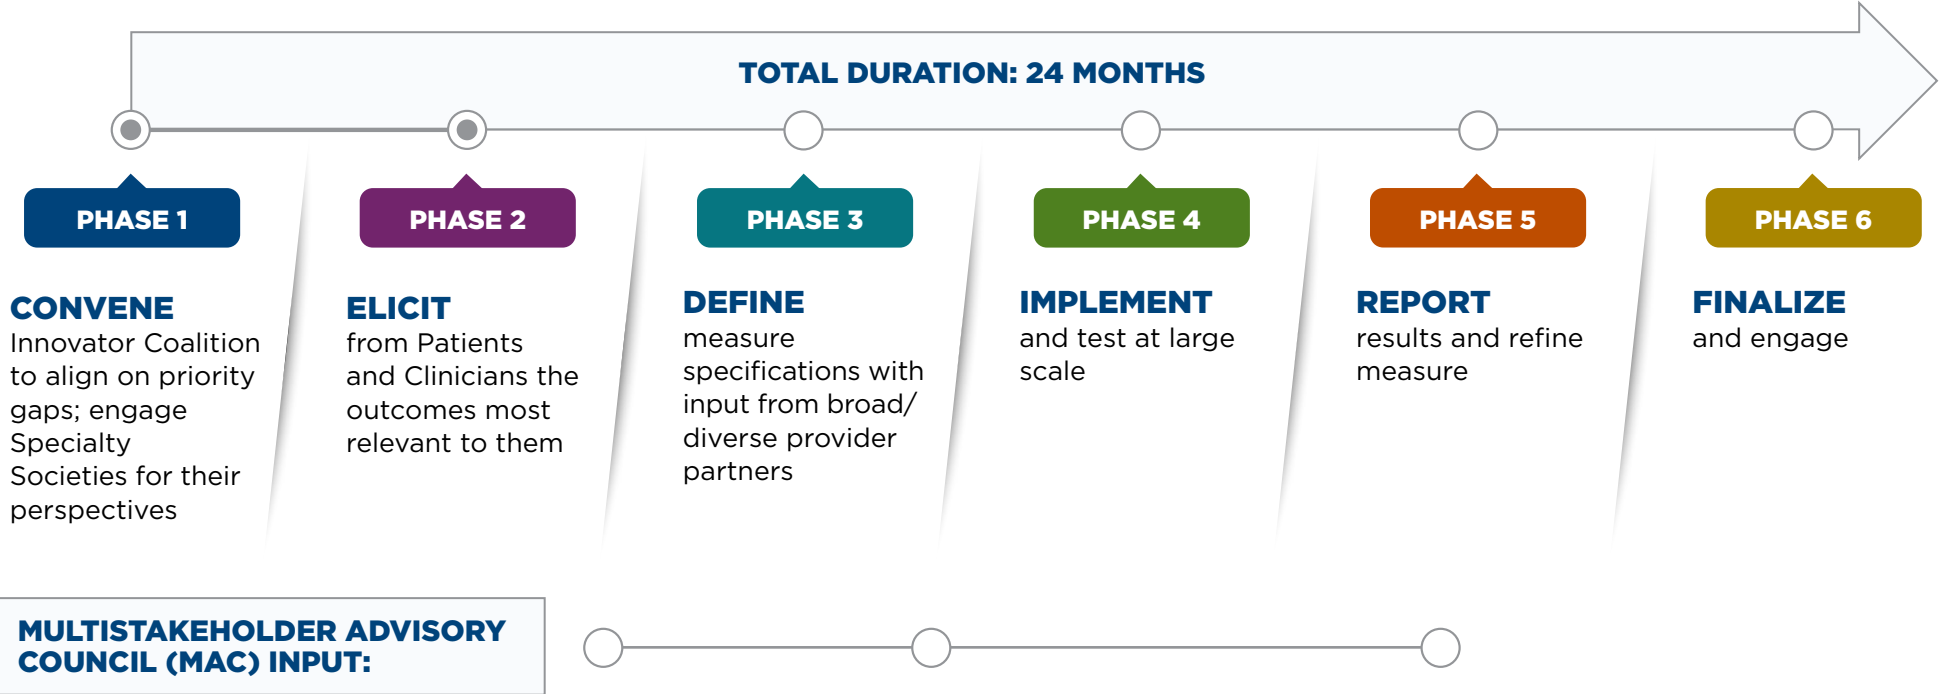 TOTAL DURATION: 24 MONTHS
PHASE 1
CONVENE
Innovator Coalition
to align on priority
gaps; engage
Specialty
Societies for their
perspectives
PHASE 2
ELICIT
from Patients
and Clinicians the
outcomes most
relevant to them
PHASE 3
DEFINE
measure
specifications with
input from broad/
diverse provider
partners
PHASE 4
IMPLEMENT
and test at large
scale
PHASE 5
REPORT
results and refine
measure
PHASE 6
FINALIZE
and engage
MULTISTAKEHOLDER ADVISORY
COUNCIL (MAC) INPUT: